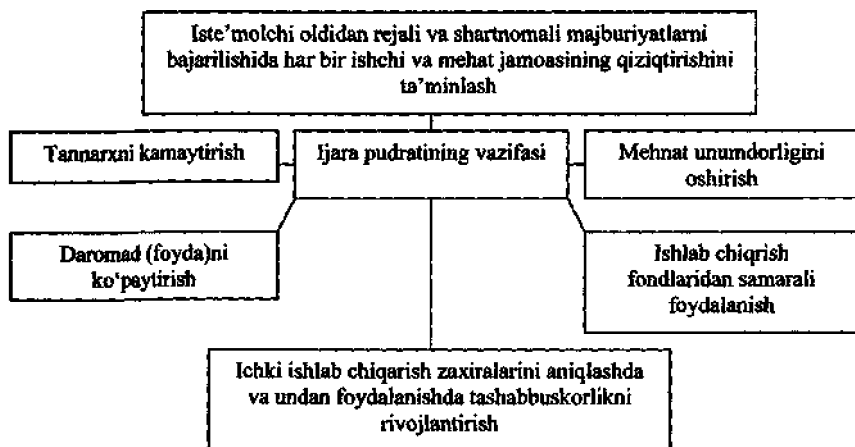 Iste’molchi oldidan rejali va shartnomali majburiyatlarni
bajarilishida har bir ishchi va mehat jamoasining qiziqtirishini
ta’minlash
Tannarxni kamaytirish
Ijara pudratining vazifasi
Mehnat unumdorligini
oshirish
Daromad (foyda)ni
ko‘paytirish
Ishlab chiqrish
fondlaridan samarali
foydalanish
Ichki ishlab chiqarish zaxiralarini aniqlashda
va undan foydalanishda tashabbuskorlikni
rivojlantirish